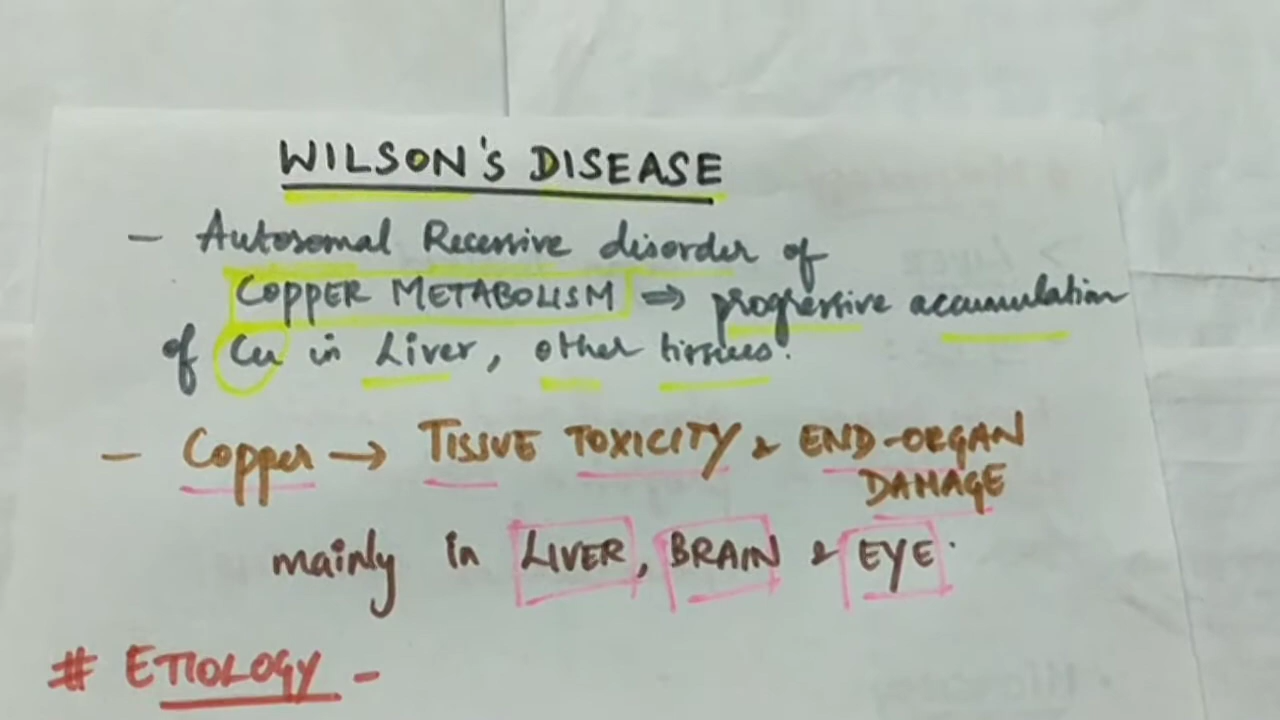 WILSON'S DISEASE
- Autosomal Recessive disorder of
COPPER METABOLISM ⇒ progressive accumulation
of Cu in Liver, other tissues.
- Copper → TISSUE TOXICITY & END-ORGAN
DAMAGE
mainly in LIVER, BRAIN & EYE.
# ETIOLOGY -